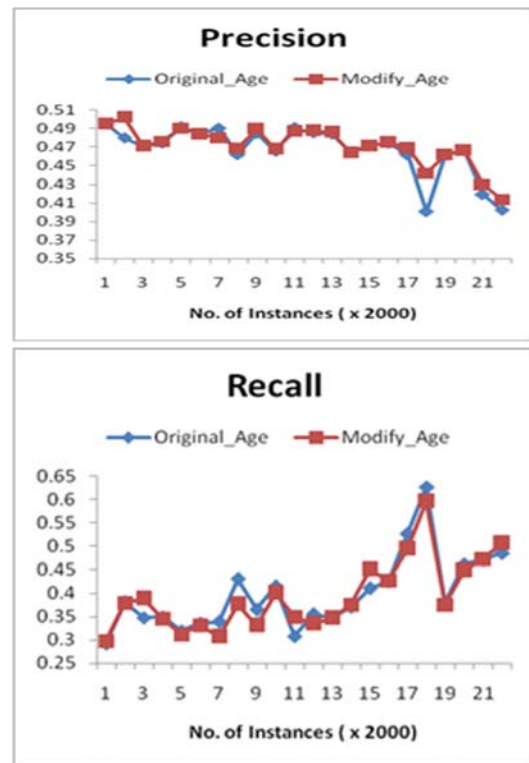 Precision
Original_Age Modify_Age
0.51
0.49
0.47
0.45
0.43
0.41
0.39
0.37
0.35
1 3 5 7 9 11 13 15 17 19 21
No. of Instances ( x 2000)
Recall
Original_Age Modify_Age
0.65
0.6
0.55
0.5
0.45
0.4
0.35
0.3
0.25
1 3 5 7 9 11 13 15 17 19 21
No. of Instances ( x 2000)